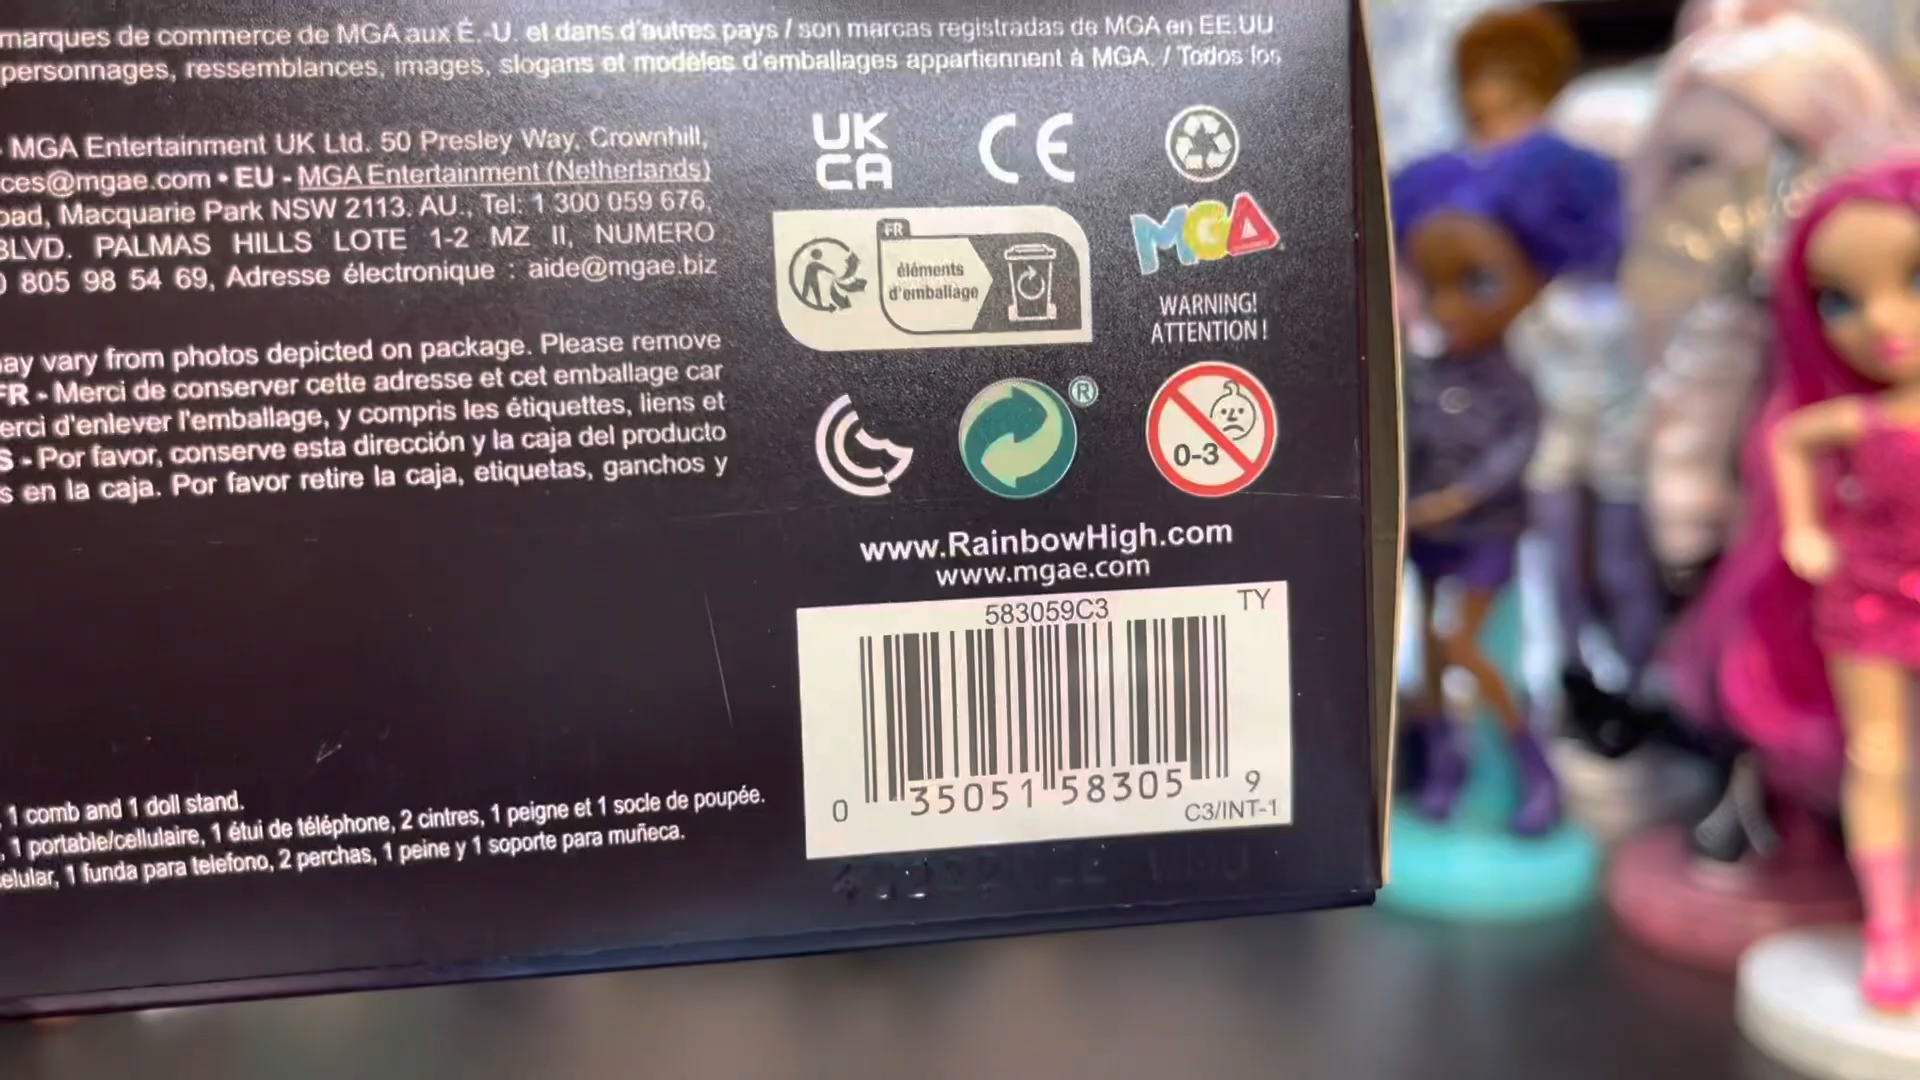 marques de commerce de MGA aux É.-U. et dans d'autres pays / son marcas registradas de MGA en EE.UU
personnages, ressemblances, images, slogans et modèles d'emballages appartiennent à MGA. / Todos los
MGA Entertainment UK Ltd. 50 Presley Way, Crownhill,
ces@mgae.com • EU - MGA Entertainment (Netherlands)
oad, Macquarie Park NSW 2113. AU., Tel: 1 300 059 676,
BLVD. PALMAS HILLS LOTE 1-2 MZ II, NUMERO
0 805 98 54 69, Adresse électronique : aide@mgae.biz
may vary from photos depicted on package. Please remove
FR - Merci de conserver cette adresse et cet emballage car
erci d'enlever l'emballage, y compris les étiquettes, liens et
S - Por favor, conserve esta dirección y la caja del producto
s en la caja. Por favor retire la caja, etiquetas, ganchos y
, 1 comb and 1 doll stand.
, 1 portable/cellulaire, 1 étui de téléphone, 2 cintres, 1 peigne et 1 socle de poupée.
elular, 1 funda para telefono, 2 perchas, 1 peine y 1 soporte para muñeca.
UK
CA
CE
FR
éléments
d'emballage
MGA
WARNING!
ATTENTION !
®
0-3
www.RainbowHigh.com
www.mgae.com
583059C3
TY
0 35051 58305 9
C3/INT-1